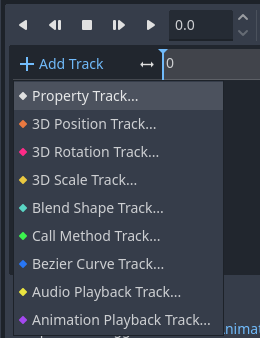 0.0
Add Track
0
Property Track...
3D Position Track...
3D Rotation Track...
3D Scale Track...
Blend Shape Track...
Call Method Track...
Bezier Curve Track...
Audio Playback Track...
Animation Playback Track...